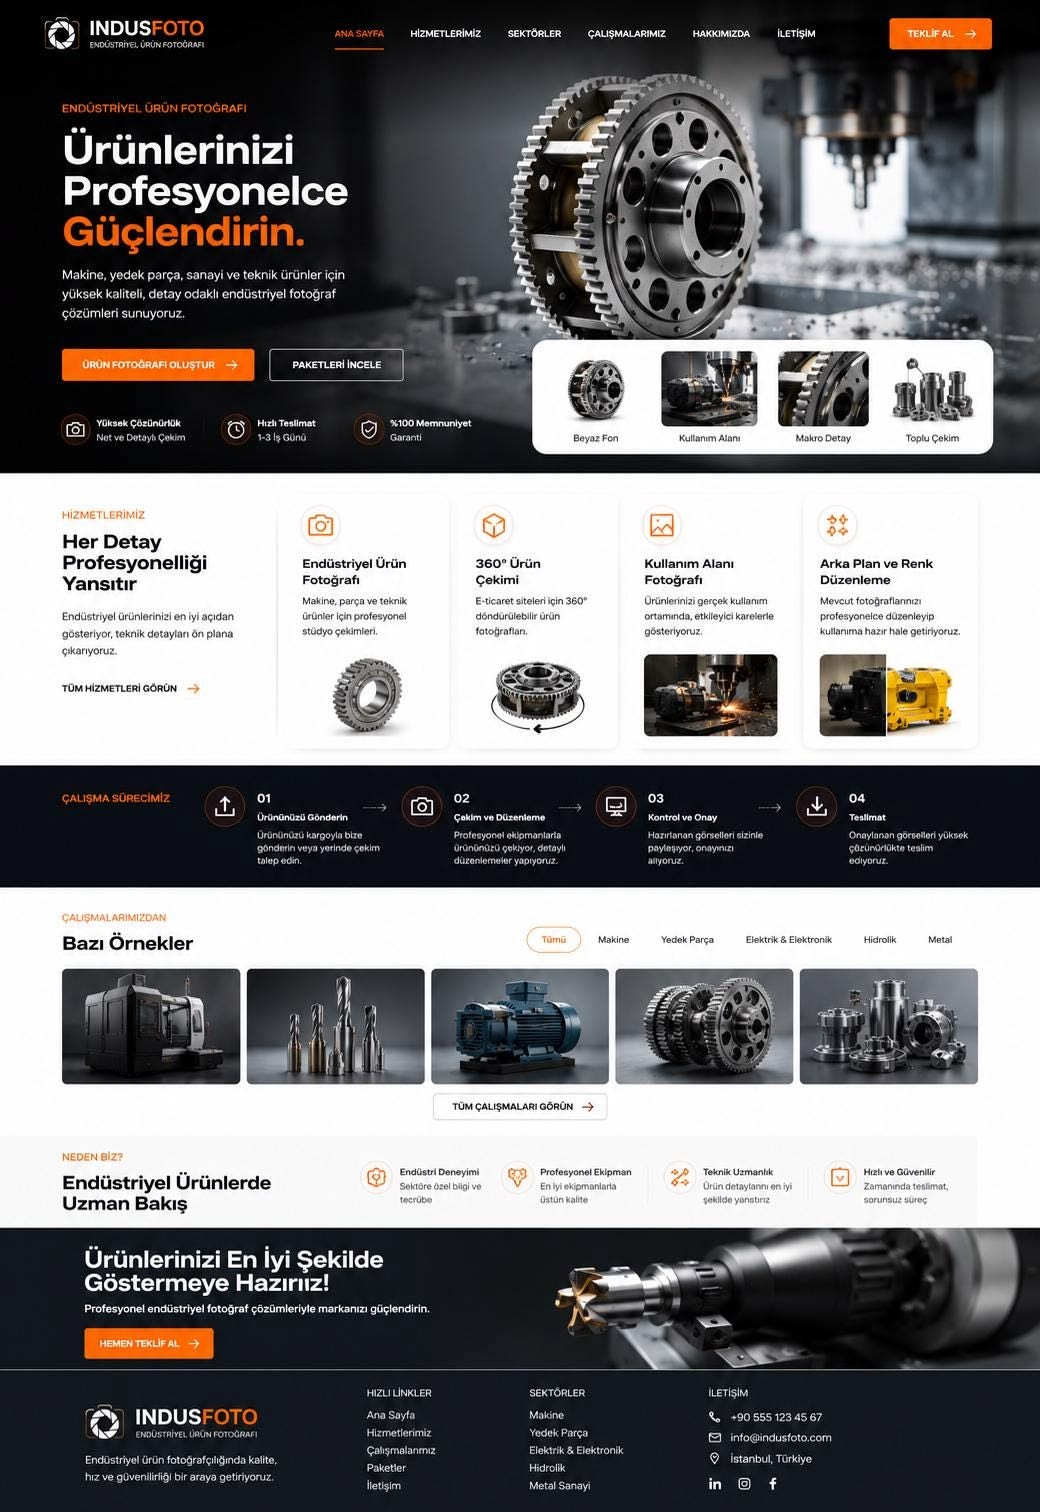 INDUSFOTO
ENDÜSTRİYEL ÜRÜN FOTOĞRAFI
ANA SAYFA
HİZMETLERİMİZ
SEKTÖRLER
ÇALIŞMALARIMIZ
HAKKIMIZDA
İLETİŞİM
TEKLİF AL
ENDÜSTRİYEL ÜRÜN FOTOĞRAFI
Ürünlerinizi
Profesyonelce
Güçlendirin.
Makine, yedek parça, sanayi ve teknik ürünler için
yüksek kaliteli, detay odaklı endüstriyel fotoğraf
çözümleri sunuyoruz.
ÜRÜN FOTOĞRAFI OLUŞTUR
PAKETLERİ İNCELE
Yüksek Çözünürlük
Net ve Detaylı Çekim
Hızlı Teslimat
1-3 İş Günü
%100 Memnuniyet
Garanti
Beyaz Fon
Kullanım Alanı
Makro Detay
Toplu Çekim
HİZMETLERİMİZ
Her Detay
Profesyonelliği
Yansıtır
Endüstriyel ürünlerinizi en iyi açıdan
gösteriyor, teknik detayları ön plana
çıkarıyoruz.
TÜM HİZMETLERİ GÖRÜN
Endüstriyel Ürün
Fotoğrafı
Makine, parça ve teknik
ürünler için profesyonel
stüdyo çekimleri.
360° Ürün
Çekimi
E-ticaret siteleri için 360°
döndürülebilir ürün
fotoğrafları.
Kullanım Alanı
Fotoğrafı
Ürünlerinizi gerçek kullanım
ortamında, etkileyici karelerle
gösteriyoruz.
Arka Plan ve Renk
Düzenleme
Mevcut fotoğraflarınızı
profesyonelce düzenleyip
kullanıma hazır hale getiriyoruz.
ÇALIŞMA SÜRECİMİZ
01
Ürününüzü Gönderin
Ürününüzü kargoyla bize
gönderin veya yerinde çekim
talep edin.
02
Çekim ve Düzenleme
Profesyonel ekipmanlarla
ürününüzü çekiyor, detaylı
düzenlemeler yapıyoruz.
03
Kontrol ve Onay
Hazırlanan görselleri sizinle
paylaşıyor, onayınızı
alıyoruz.
04
Teslimat
Onaylanan görselleri yüksek
çözünürlükte teslim
ediyoruz.
ÇALIŞMALARIMIZDAN
Bazı Örnekler
Tümü
Makine
Yedek Parça
Elektrik & Elektronik
Hidrolik
Metal
TÜM ÇALIŞMALARI GÖRÜN
NEDEN BİZ?
Endüstriyel Ürünlerde
Uzman Bakış
Endüstri Deneyimi
Sektöre özel bilgi ve
tecrübe
Profesyonel Ekipman
En iyi ekipmanlarla
üstün kalite
Teknik Uzmanlık
Ürün detaylarını en iyi
şekilde yansıtırız
Hızlı ve Güvenilir
Zamanında teslimat,
sorunsuz süreç
Ürünlerinizi En İyi Şekilde
Göstermeye Hazırıız!
Profesyonel endüstriyel fotoğraf çözümleriyle markanızı güçlendirin.
HEMEN TEKLİF AL
INDUSFOTO
ENDÜSTRİYEL ÜRÜN FOTOĞRAFI
Endüstriyel ürün fotoğrafçılığında kalite,
hız ve güvenilirliği bir araya getiriyoruz.
HIZLI LİNKLER
Ana Sayfa
Hizmetlerimiz
Çalışmalarımız
Paketler
İletişim
SEKTÖRLER
Makine
Yedek Parça
Elektrik & Elektronik
Hidrolik
Metal Sanayi
İLETİŞİM
+90 555 123 45 67
info@indusfoto.com
İstanbul, Türkiye